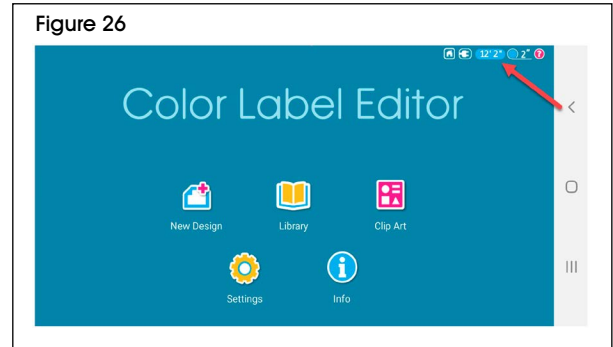 Figure 26
12' 2" 2" ?
Color Label Editor
New Design Library Clip Art
Settings Info